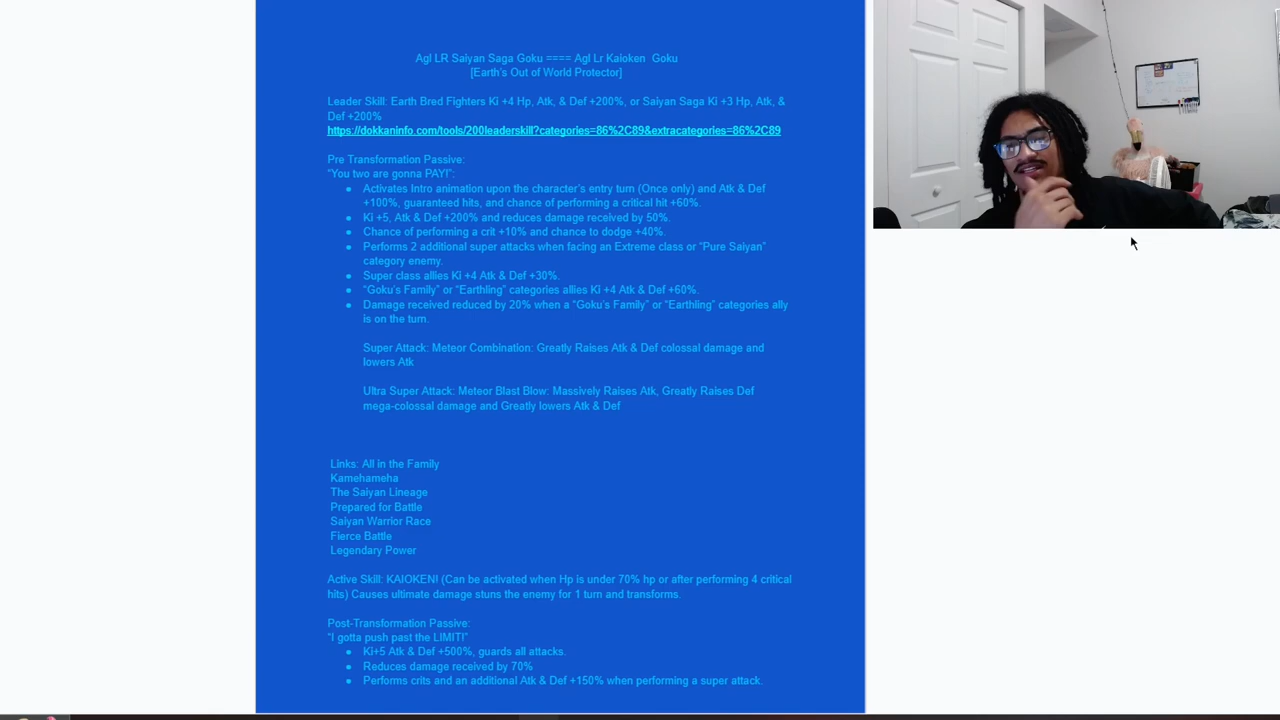 Agl LR Saiyan Saga Goku ==== Agl Lr Kaioken  Goku
[Earth's Out of World Protector]
Leader Skill: Earth Bred Fighters Ki +4 Hp, Atk, & Def +200%, or Saiyan Saga Ki +3 Hp, Atk, &
Def +200%
https://dokkaninfo.com/tools/200leaderskill?categories=86%2C89&extracategories=86%2C89
Pre Transformation Passive:
“You two are gonna PAY!”:
● Activates Intro animation upon the character's entry turn (Once only) and Atk & Def
+100%, guaranteed hits, and chance of performing a critical hit +60%.
● Ki +5, Atk & Def +200% and reduces damage received by 50%.
● Chance of performing a crit +10% and chance to dodge +40%.
● Performs 2 additional super attacks when facing an Extreme class or “Pure Saiyan”
category enemy.
● Super class allies Ki +4 Atk & Def +30%.
● “Goku's Family” or “Earthling” categories allies Ki +4 Atk & Def +60%.
● Damage received reduced by 20% when a “Goku's Family” or “Earthling” categories ally
is on the turn.
Super Attack: Meteor Combination: Greatly Raises Atk & Def colossal damage and
lowers Atk
Ultra Super Attack: Meteor Blast Blow: Massively Raises Atk, Greatly Raises Def
mega-colossal damage and Greatly lowers Atk & Def
Links: All in the Family
Kamehameha
The Saiyan Lineage
Prepared for Battle
Saiyan Warrior Race
Fierce Battle
Legendary Power
Active Skill: KAIOKEN! (Can be activated when Hp is under 70% hp or after performing 4 critical
hits) Causes ultimate damage stuns the enemy for 1 turn and transforms.
Post-Transformation Passive:
“I gotta push past the LIMIT!”
● Ki+5 Atk & Def +500%, guards all attacks.
● Reduces damage received by 70%
● Performs crits and an additional Atk & Def +150% when performing a super attack.